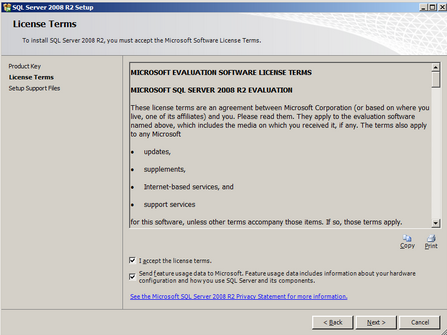 SQL Server 2008 R2 Setup
License Terms
To install SQL Server 2008 R2, you must accept the Microsoft Software License Terms.
Product Key
License Terms
Setup Support Files
MICROSOFT EVALUATION SOFTWARE LICENSE TERMS
MICROSOFT SQL SERVER 2008 R2 EVALUATION
These license terms are an agreement between Microsoft Corporation (or based on where you
live, one of its affiliates) and you. Please read them. They apply to the evaluation software
named above, which includes the media on which you received it, if any. The terms also apply
to any Microsoft
• updates,
• supplements,
• Internet-based services, and
• support services
for this software, unless other terms accompany those items. If so, those terms apply.
Copy Print
I accept the license terms.
Send feature usage data to Microsoft. Feature usage data includes information about your hardware
configuration and how you use SQL Server and its components.
See the Microsoft SQL Server 2008 R2 Privacy Statement for more information.
< Back Next > Cancel